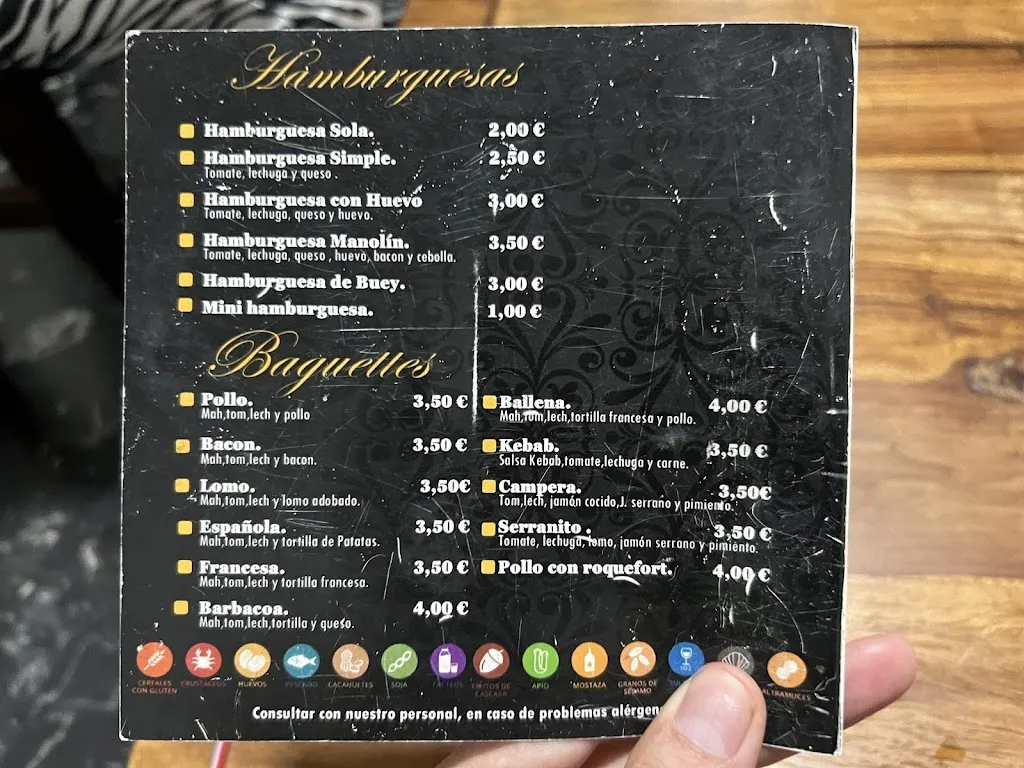 Hamburguesas
Hamburguesa Sola. 2,00 €
Hamburguesa Simple. 2,50 €
Tomate, lechuga y queso .
Hamburguesa con Huevo 3,00 €
Tomate, lechuga, queso y huevo.
Hamburguesa Manolín. 3,50 €
Tomate, lechuga, queso , huevo, bacon y cebolla.
Hamburguesa de Buey. 3,00 €
Mini hamburguesa. 1,00 €
Baguettes
Pollo. 3,50 €
Mah,tom,lech y pollo
Bacon. 3,50 €
Mah,tom,lech y bacon.
Lomo. 3,50€
Mah,tom,lech y lomo adobado.
Española. 3,50 €
Mah,tom,lech y tortilla de Patatas.
Francesa. 3,50 €
Mah,tom,lech y tortilla francesa.
Barbacoa. 4,00 €
Mah,tom,lech,tortilla y queso.
Ballena. 4,00 €
Mah,tom,lech,tortilla francesa y pollo.
Kebab. 3,50 €
Salsa Kebab,tomate,lechuga y carne.
Campera. 3,50€
Tom,lech, jamón cocido,J. serrano y pimiento.
Serranito . 3,50 €
Tomate, lechuga, lomo, jamón serrano y pimiento.
Pollo con roquefort. 4,00 €
CEREALES
CON GLUTEN
CRUSTÁCEOS
HUEVOS
PESCADO
CACAHUETES
SOJA
LÁCTEOS
FRUTOS DE
CÁSCARA
APIO
MOSTAZA
GRANOS DE
SÉSAMO
ALTRAMUCES
Consultar con nuestro personal, en caso de problemas